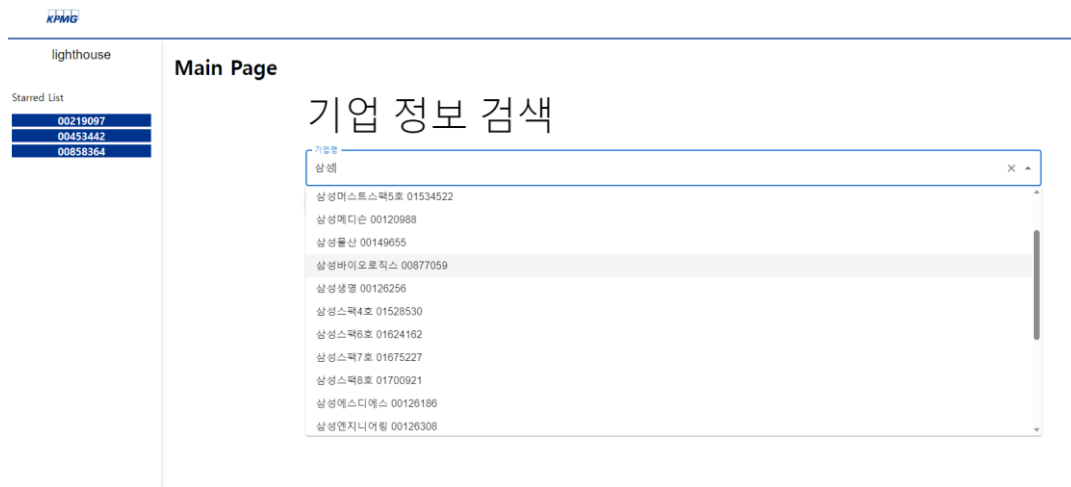 KPMG
lighthouse
Main Page
Starred List
00219097
00453442
00858364
기업 정보 검색
기업명
삼성
삼성머스트스팩5호 01534522
삼성메디슨 00120988
삼성물산 00149655
삼성바이오로직스 00877059
삼성생명 00126256
삼성스팩4호 01528530
삼성스팩6호 01624162
삼성스팩7호 01675227
삼성스팩8호 01700921
삼성에스디에스 00126186
삼성엔지니어링 00126308